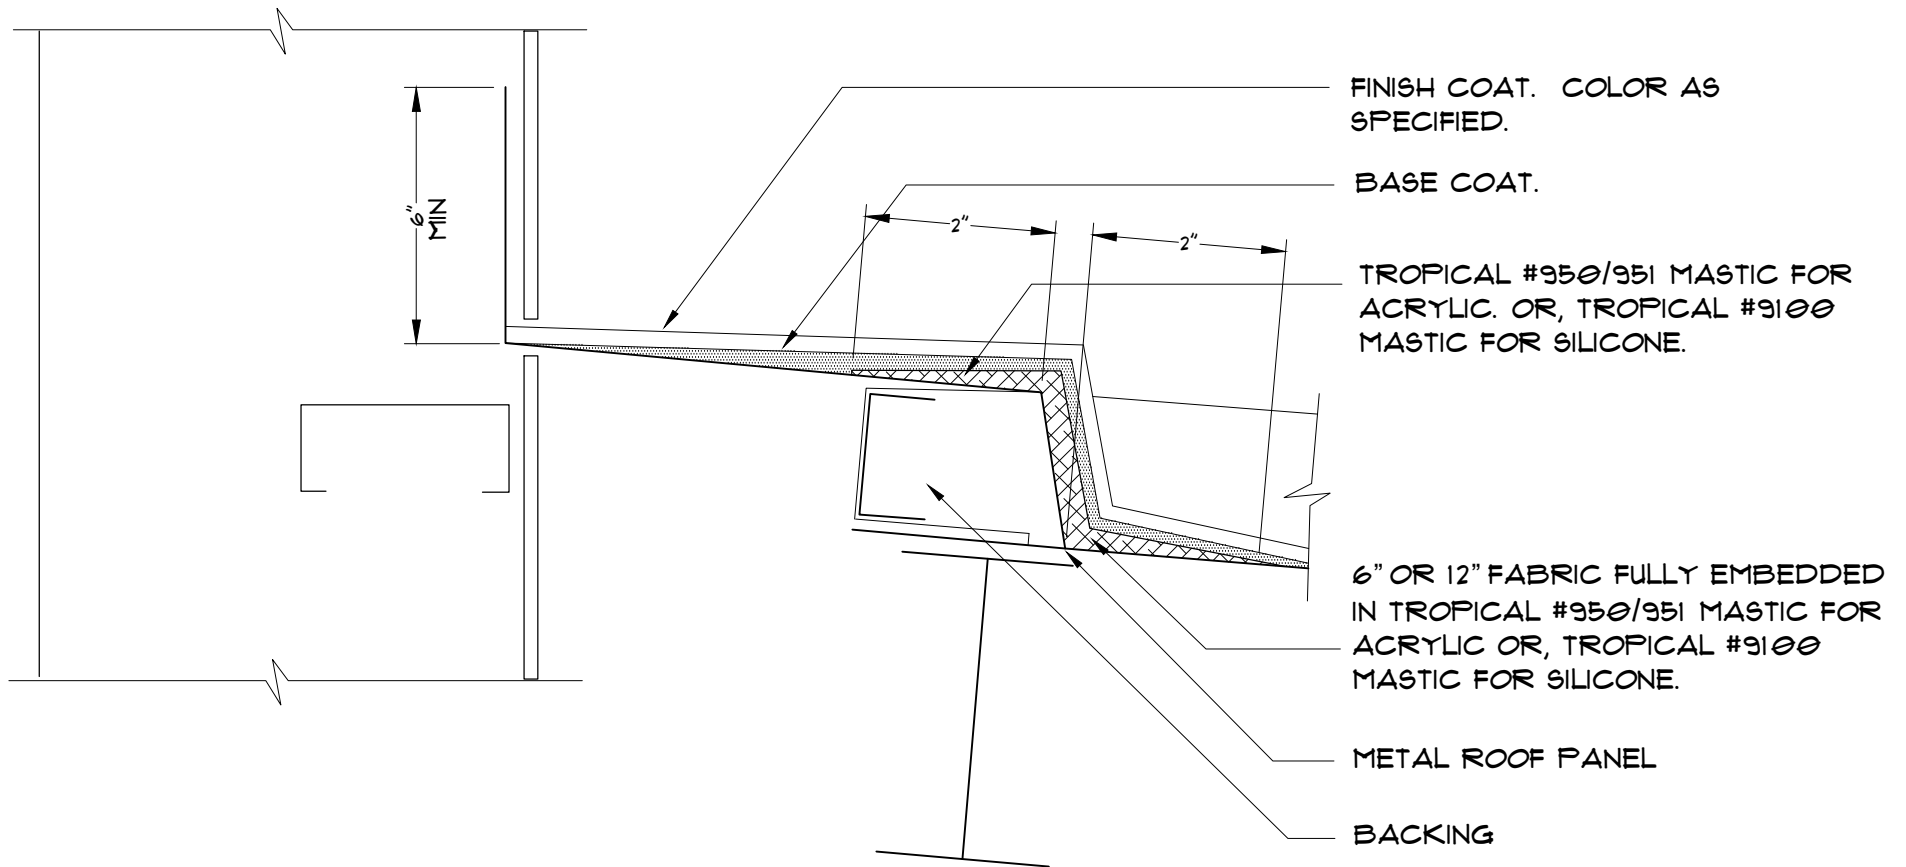 FINISH COAT. COLOR AS
SPECIFIED.
BASE COAT.
6"
MIN
2"
2"
TROPICAL #950/951 MASTIC FOR
ACRYLIC. OR, TROPICAL #9100
MASTIC FOR SILICONE.
6" OR 12" FABRIC FULLY EMBEDDED
IN TROPICAL #950/951 MASTIC FOR
ACRYLIC OR, TROPICAL #9100
MASTIC FOR SILICONE.
METAL ROOF PANEL
BACKING